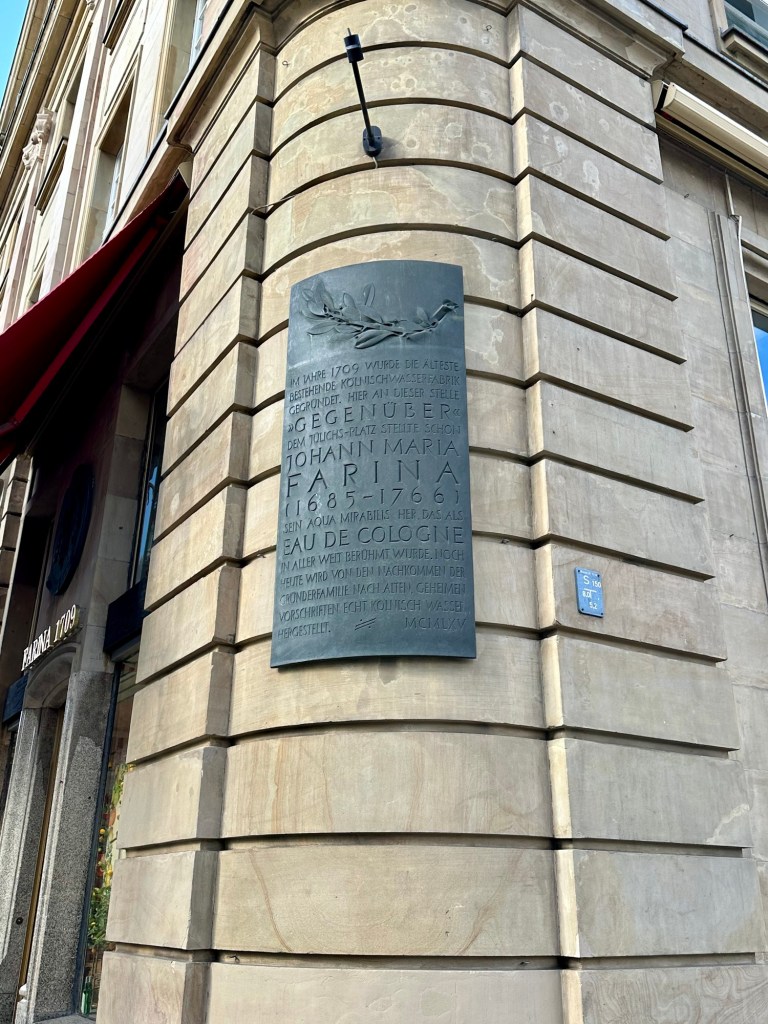 IM JAHRE 1709 WURDE DIE ÄLTESTE
BESTEHENDE KÖLNISCHWASSERFABRIK
GEGRÜNDET. HIER AN DIESER STELLE
»GEGENÜBER«
DEM JÜLICHS-PLATZ STELLTE SCHON
JOHANN MARIA
FARINA
(1685-1766)
SEIN AQUA MIRABILIS HER, DAS ALS
EAU DE COLOGNE
IN ALLER WELT BERÜHMT WURDE. NOCH
HEUTE WIRD VON DEN NACHKOMMEN DER
GRÜNDERFAMILIE NACH ALTEN, GEHEIMEN
VORSCHRIFTEN ECHT KÖLNISCH WASSER
HERGESTELLT. MCMLXV
FARINA 1709
S 150
5,2